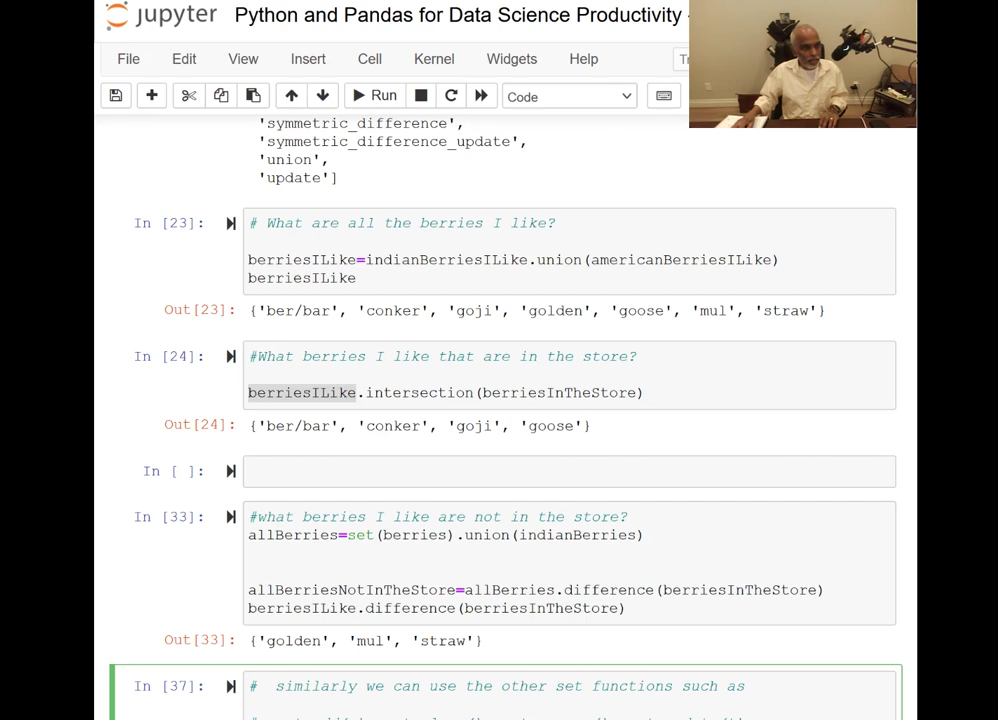 jupyter Python and Pandas for Data Science Productivity
File Edit View Insert Cell Kernel Widgets Help
Run Code
'symmetric_difference',
'symmetric_difference_update',
'union',
'update']
In [23]: # What are all the berries I like?
berriesILike=indianBerriesILike.union(americanBerriesILike)
berriesILike
Out[23]: {'ber/bar', 'conker', 'goji', 'golden', 'goose', 'mul', 'straw'}
In [24]: #What berries I like that are in the store?
berriesILike.intersection(berriesInTheStore)
Out[24]: {'ber/bar', 'conker', 'goji', 'goose'}
In [ ]:
In [33]: #what berries I like are not in the store?
allBerries=set(berries).union(indianBerries)
allBerriesNotInTheStore=allBerries.difference(berriesInTheStore)
berriesILike.difference(berriesInTheStore)
Out[33]: {'golden', 'mul', 'straw'}
In [37]: # similarly we can use the other set functions such as